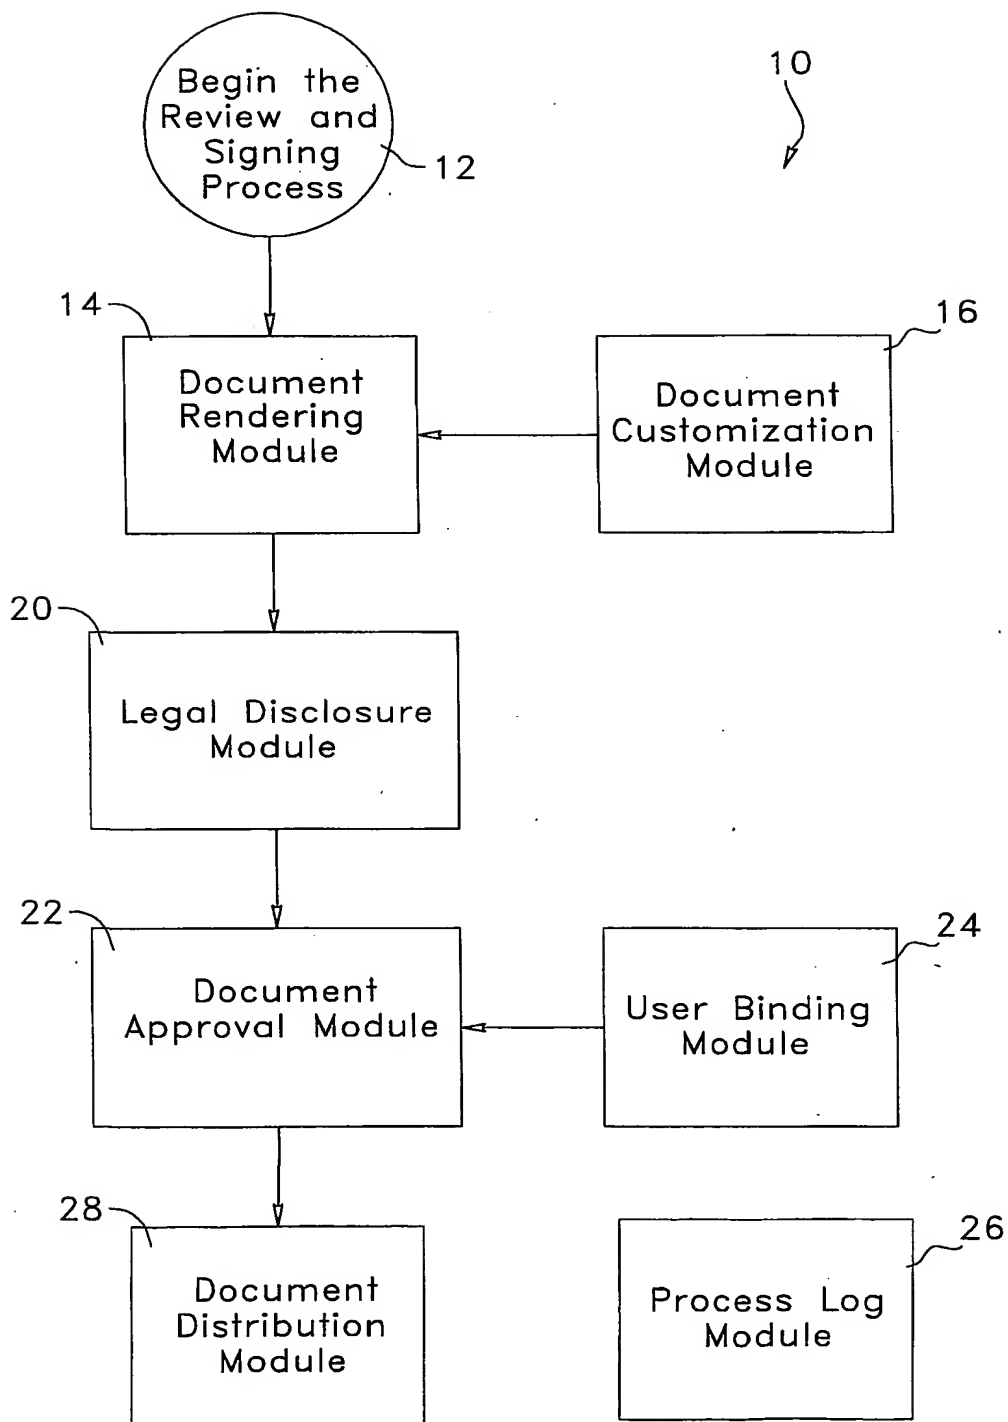 Begin the
Review and
Signing
Process
10
12
14
Document
Rendering
Module
16
Document
Customization
Module
20
Legal Disclosure
Module
22
Document
Approval Module
24
User Binding
Module
28
Document
Distribution
Module
26
Process Log
Module